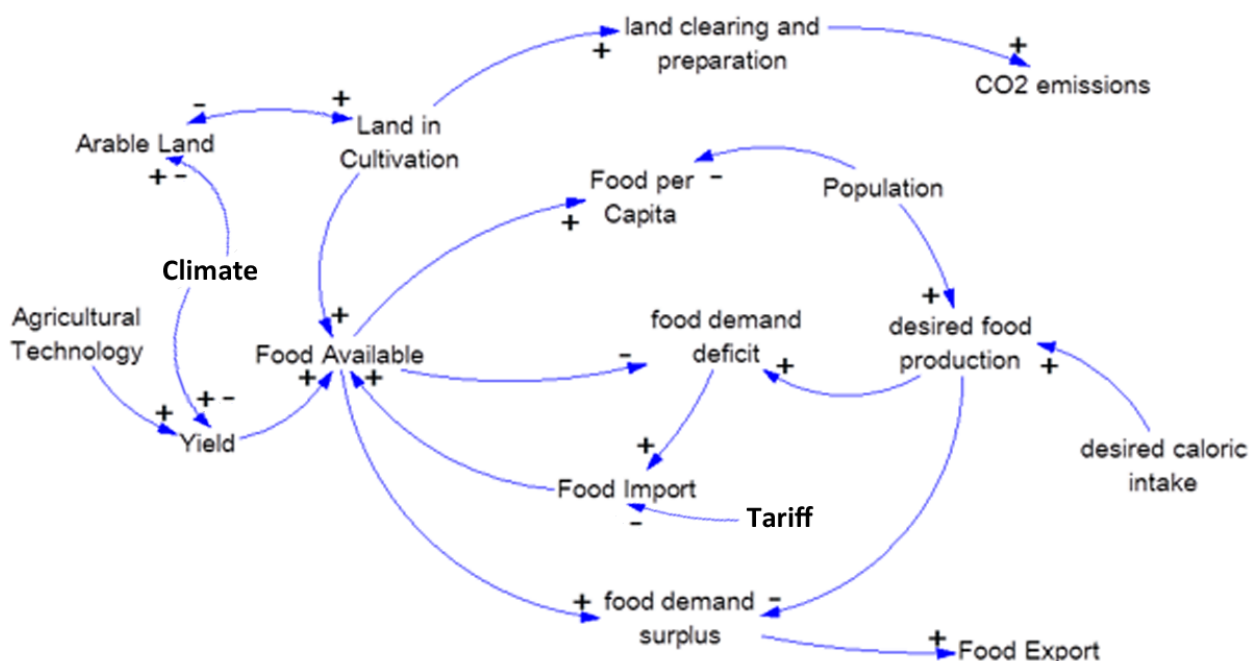 land clearing and
preparation
+
+
CO2 emissions
-
+
Arable Land
Land in
Cultivation
+ -
Food per
Capita
-
+
Population
Climate
Agricultural
Technology
+
Food Available
+ +
food demand
deficit
-
+
+
desired food
production
+
+
+ -
Yield
desired caloric
intake
+
Food Import
-
Tariff
+
food demand
surplus
-
+
Food Export